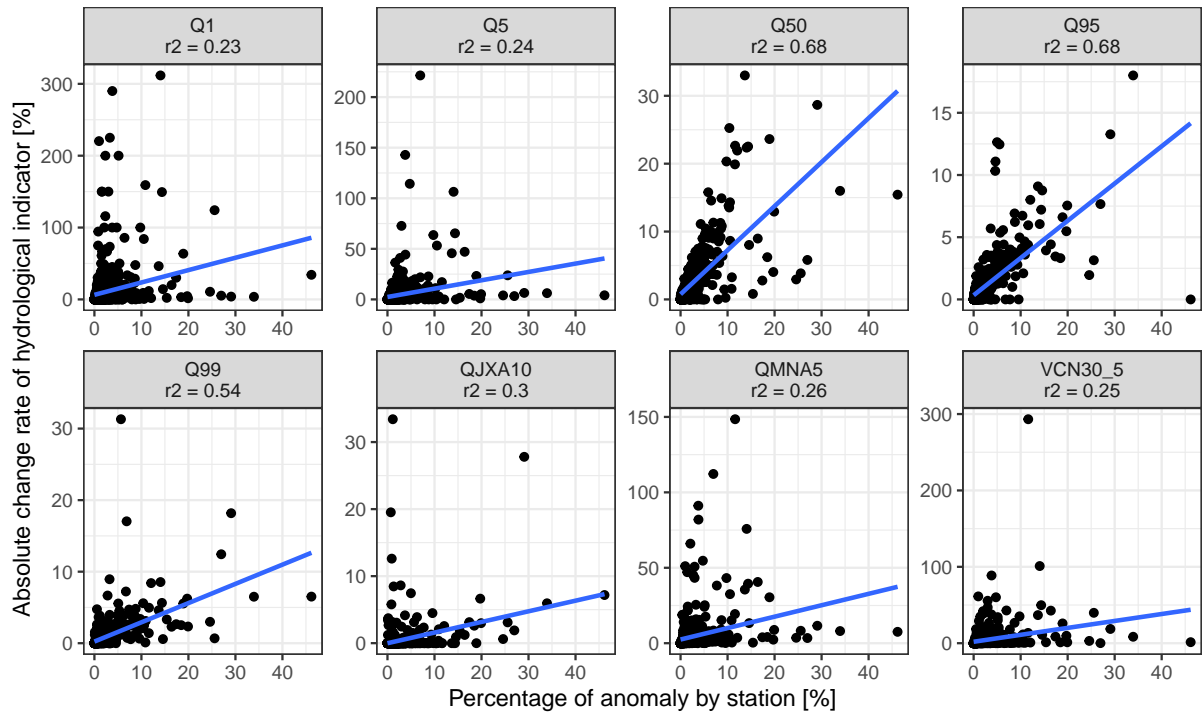 Q1
r2 = 0.23
Q5
r2 = 0.24
Q50
r2 = 0.68
Q95
r2 = 0.68
300
200
100
0
0 10 20 30 40
200
150
100
50
0
0 10 20 30 40
30
20
10
0
0 10 20 30 40
15
10
5
0
0 10 20 30 40
Absolute change rate of hydrological indicator [%]
Q99
r2 = 0.54
QJXA10
r2 = 0.3
QMNA5
r2 = 0.26
VCN30_5
r2 = 0.25
30
20
10
0
0 10 20 30 40
30
20
10
0
0 10 20 30 40
150
100
50
0
0 10 20 30 40
300
200
100
0
0 10 20 30 40
Percentage of anomaly by station [%]